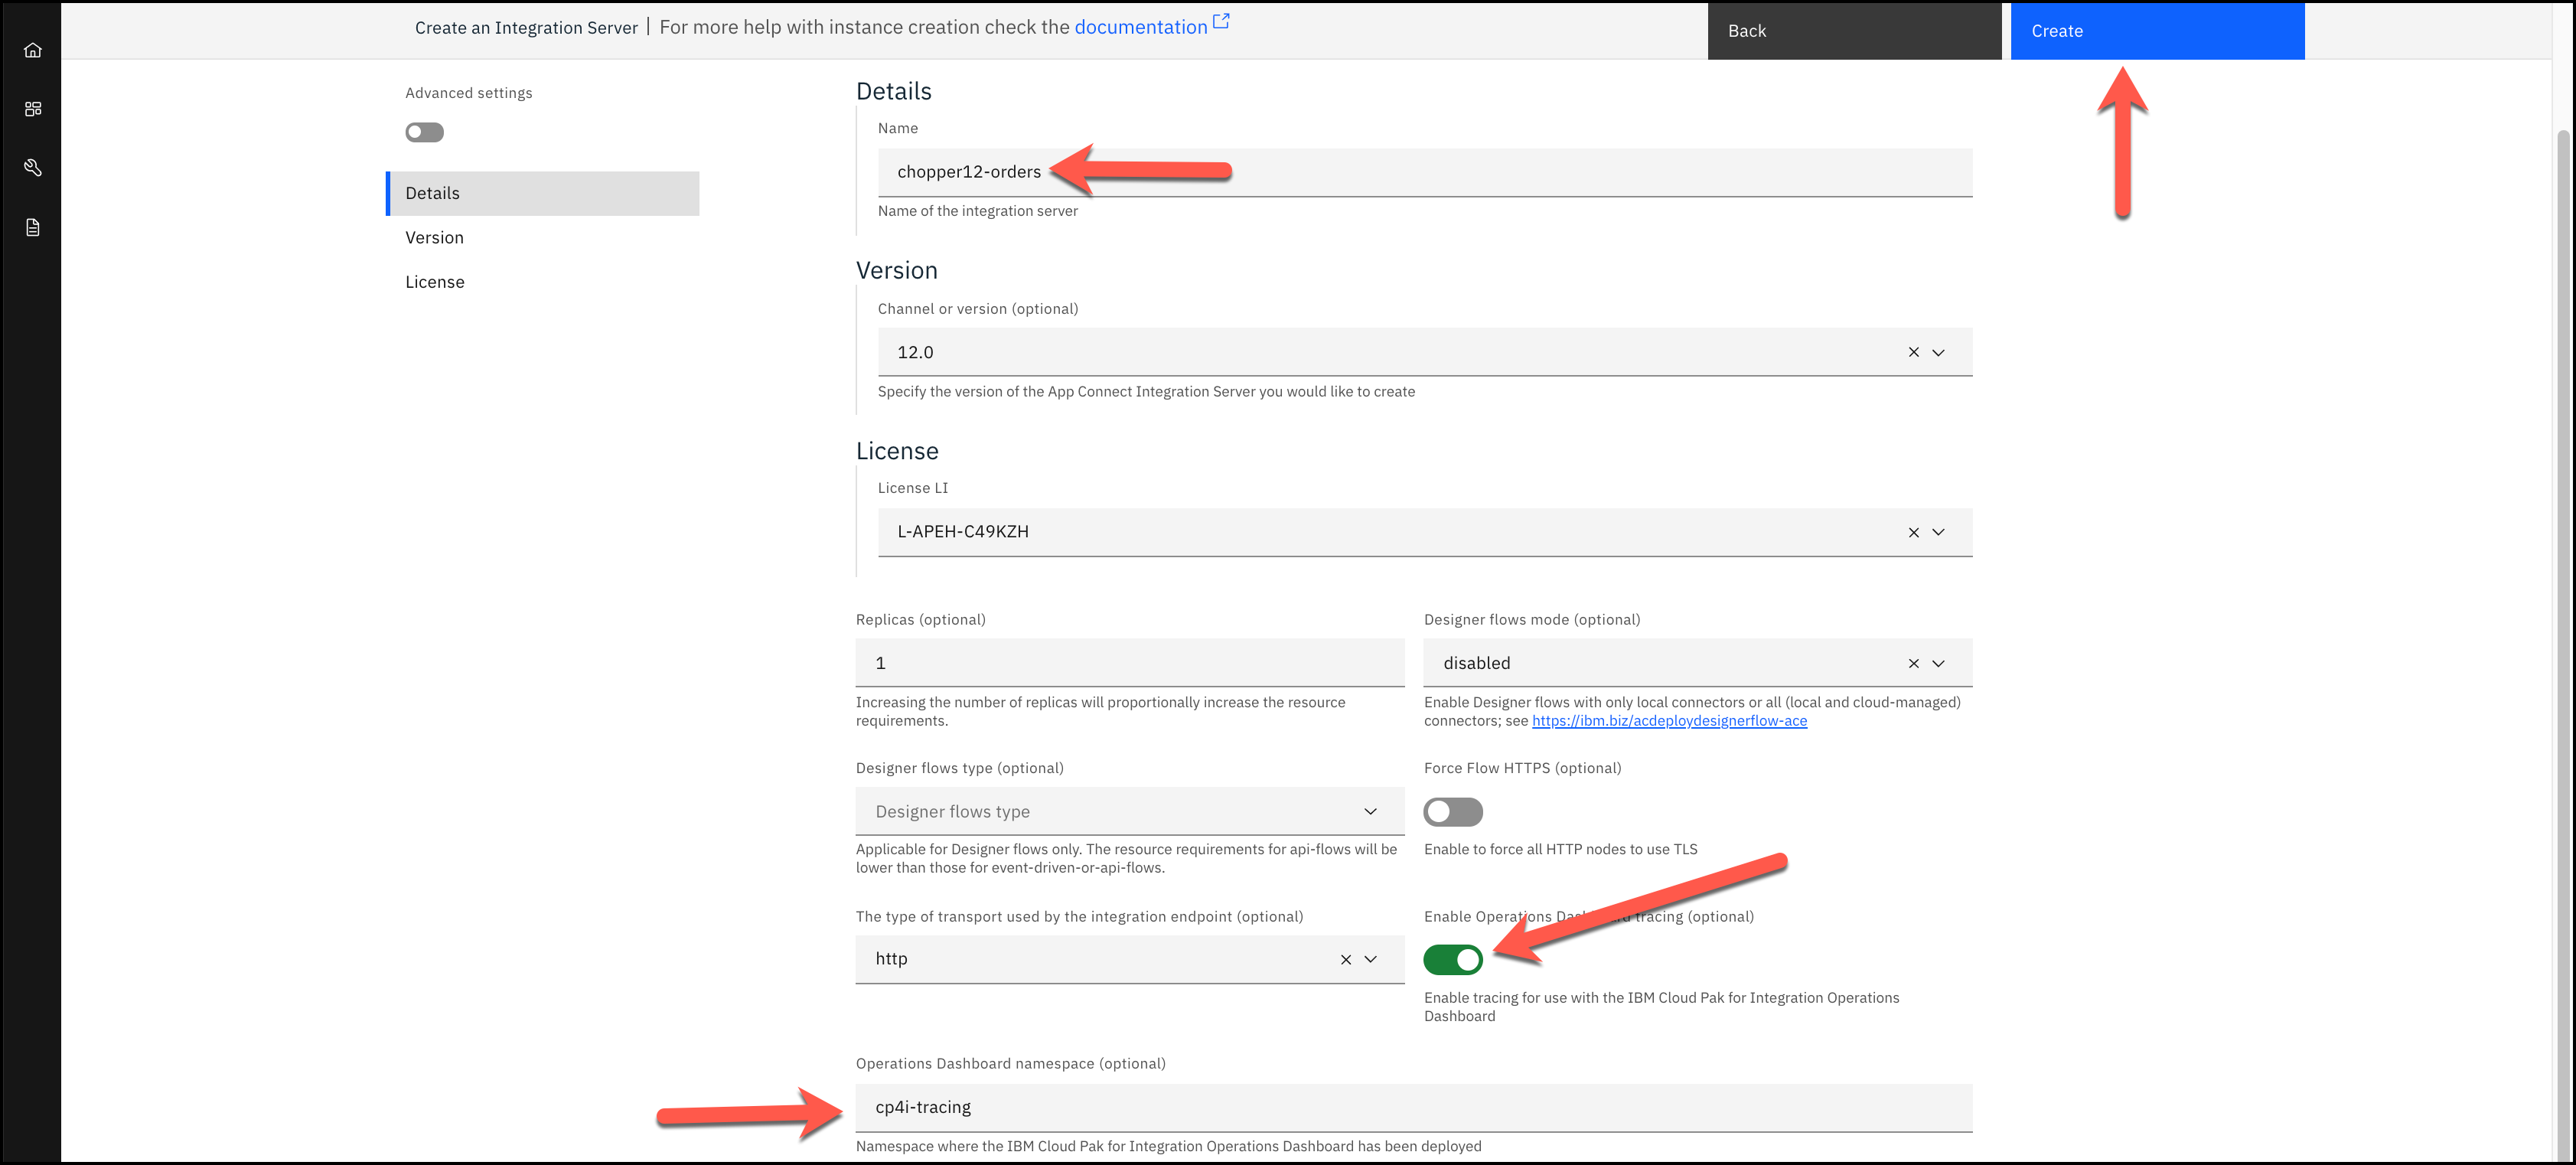 Create an Integration Server | For more help with instance creation check the documentation
Back
Create
Advanced settings
Details
Version
License
Details
Name
chopper12-orders
Name of the integration server
Version
Channel or version (optional)
12.0
Specify the version of the App Connect Integration Server you would like to create
License
License LI
L-APEH-C49KZH
Replicas (optional)
1
Increasing the number of replicas will proportionally increase the resource
requirements.
Designer flows mode (optional)
disabled
Enable Designer flows with only local connectors or all (local and cloud-managed)
connectors; see https://ibm.biz/acdeploydesignerflow-ace
Designer flows type (optional)
Designer flows type
Applicable for Designer flows only. The resource requirements for api-flows will be
lower than those for event-driven-or-api-flows.
Force Flow HTTPS (optional)
Enable to force all HTTP nodes to use TLS
The type of transport used by the integration endpoint (optional)
http
Enable Operations Dashboard tracing (optional)
Enable tracing for use with the IBM Cloud Pak for Integration Operations
Dashboard
Operations Dashboard namespace (optional)
cp4i-tracing
Namespace where the IBM Cloud Pak for Integration Operations Dashboard has been deployed